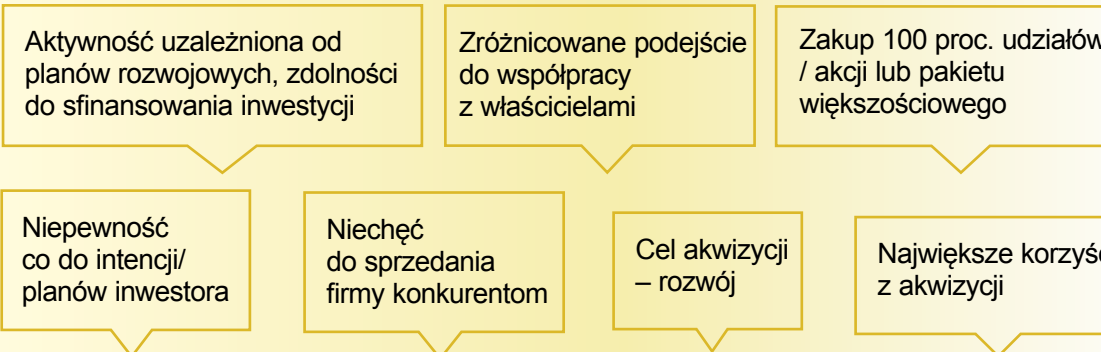 Aktywność uzależniona od
planów rozwojowych, zdolności
do sfinansowania inwestycji
Zróżnicowane podejście
do współpracy
z właścicielami
Zakup 100 proc. udziałów
/ akcji lub pakietu
większościowego
Niepewność
co do intencji/
planów inwestora
Niechęć
do sprzedania
firmy konkurentom
Cel akwizycji
– rozwój
Największe
z akwizycji